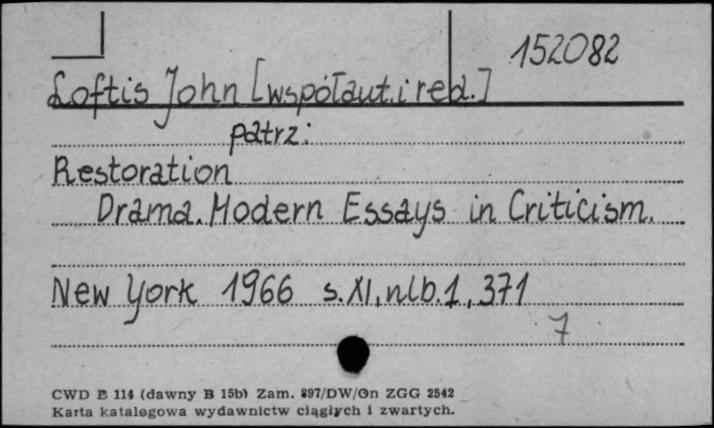 152082
Loftis John [współaut. i red.]
patrz:
Restoration
Drama. Modern Essays in Criticism.
New York 1966 s. XI, nlb. 1, 371
7
CWD B 114 (dawny B 15b) Zam. 897/DW/On ZGG 2542
Karta katalogowa wydawnictw ciągłych i zwartych.